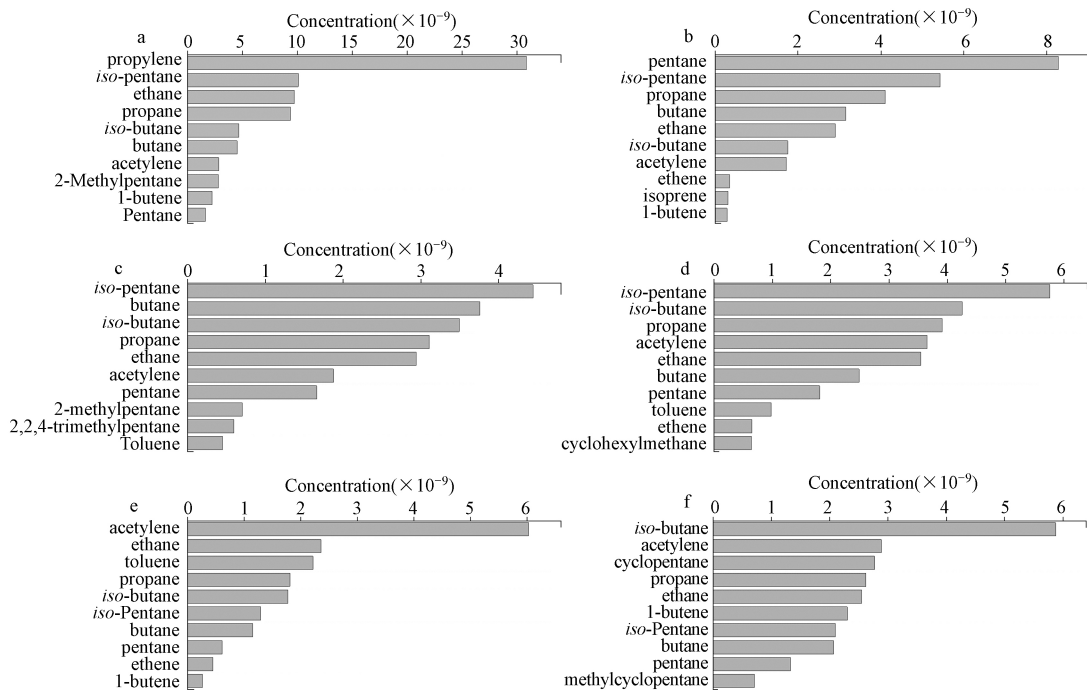 Concentration(×10⁻⁹)
a
0 5 10 15 20 25 30
propylene
iso-pentane
ethane
propane
iso-butane
butane
acetylene
2-Methylpentane
1-butene
Pentane
Concentration(×10⁻⁹)
b
0 2 4 6 8
pentane
iso-pentane
propane
butane
ethane
iso-butane
acetylene
ethene
isoprene
1-butene
Concentration(×10⁻⁹)
c
0 1 2 3 4
iso-pentane
butane
iso-butane
propane
ethane
acetylene
pentane
2-methylpentane
2,2,4-trimethylpentane
Toluene
Concentration(×10⁻⁹)
d
0 1 2 3 4 5 6
iso-pentane
iso-butane
propane
acetylene
ethane
butane
pentane
toluene
ethene
cyclohexylmethane
Concentration(×10⁻⁹)
e
0 1 2 3 4 5 6
acetylene
ethane
toluene
propane
iso-butane
iso-Pentane
butane
pentane
ethene
1-butene
Concentration(×10⁻⁹)
f
0 1 2 3 4 5 6
iso-butane
acetylene
cyclopentane
propane
ethane
1-butene
iso-Pentane
butane
pentane
methylcyclopentane